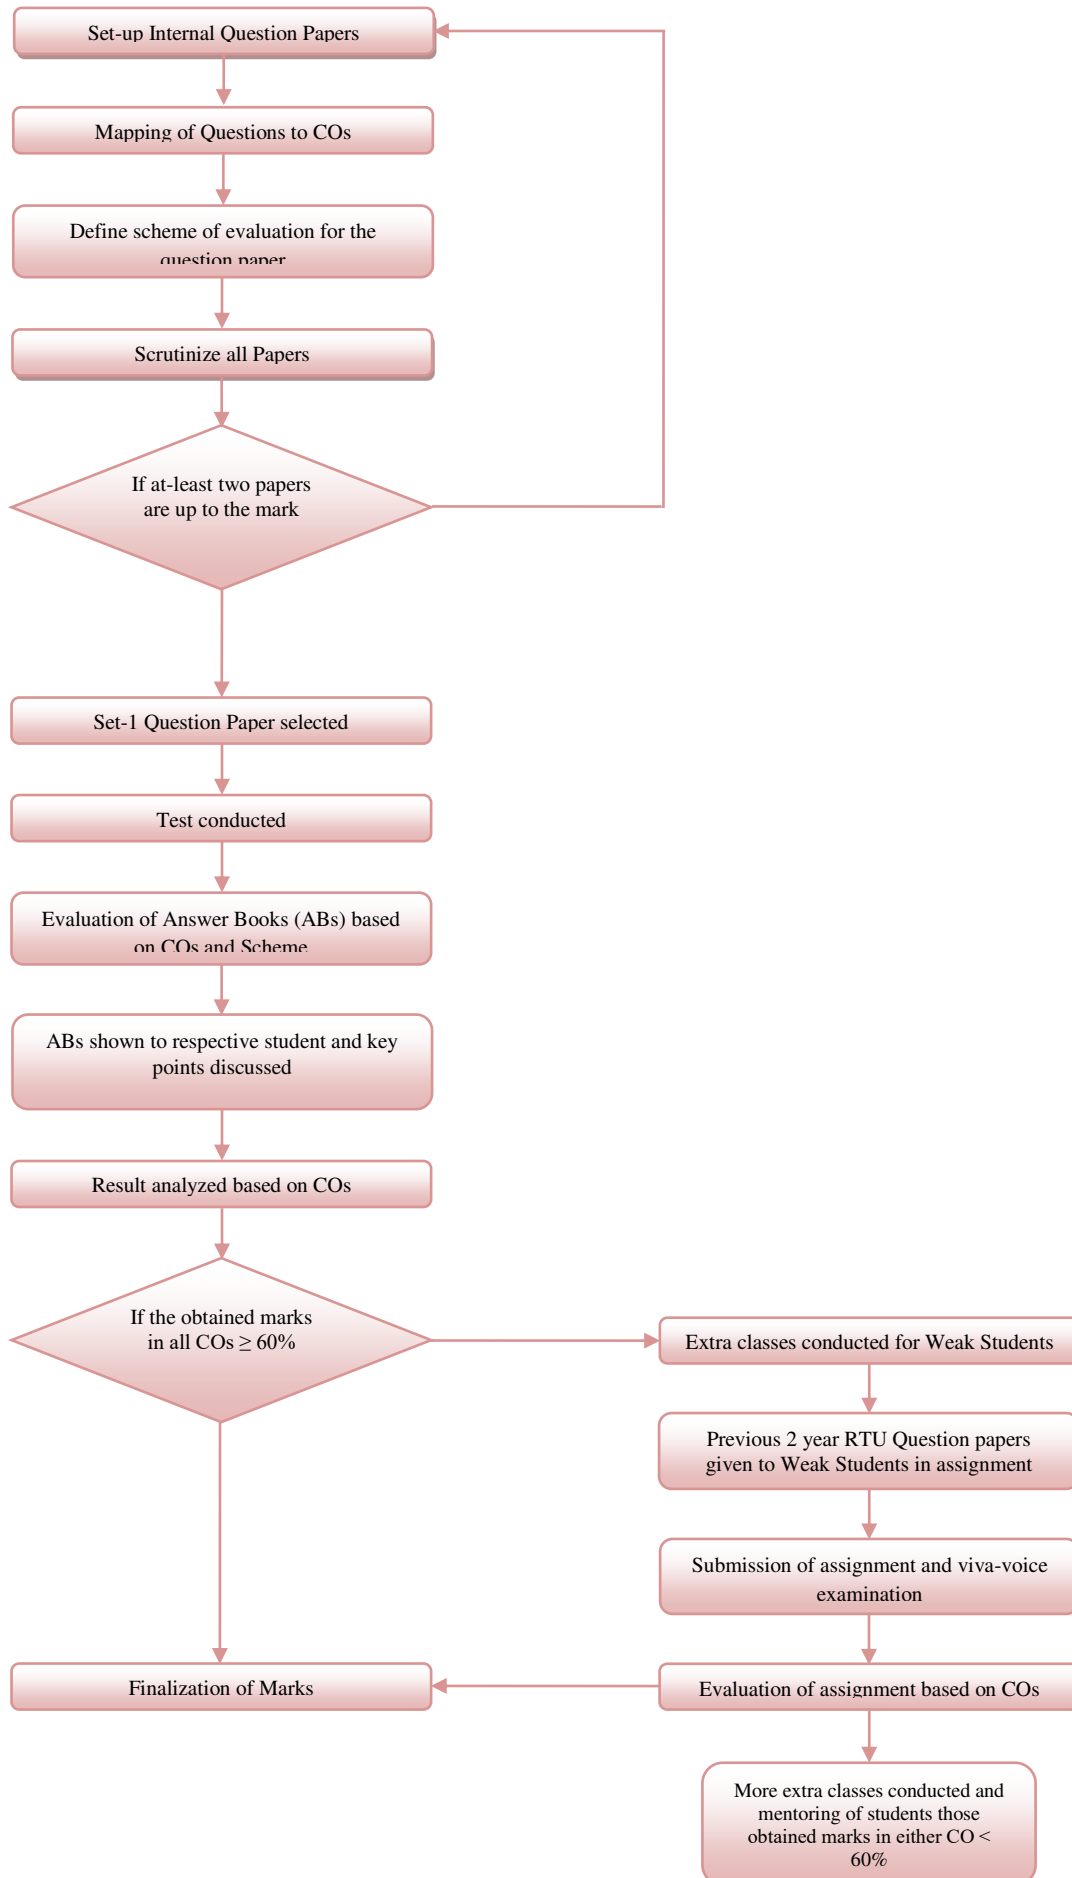 Set-up Internal Question Papers
Mapping of Questions to COs
Define scheme of evaluation for the
question paper
Scrutinize all Papers
If at-least two papers
are up to the mark
Set-1 Question Paper selected
Test conducted
Evaluation of Answer Books (ABs) based
on COs and Scheme
ABs shown to respective student and key
points discussed
Result analyzed based on COs
If the obtained marks
in all COs ≥ 60%
Extra classes conducted for Weak Students
Previous 2 year RTU Question papers
given to Weak Students in assignment
Submission of assignment and viva-voice
examination
Finalization of Marks
Evaluation of assignment based on COs
More extra classes conducted and
mentoring of students those
obtained marks in either CO <
60%